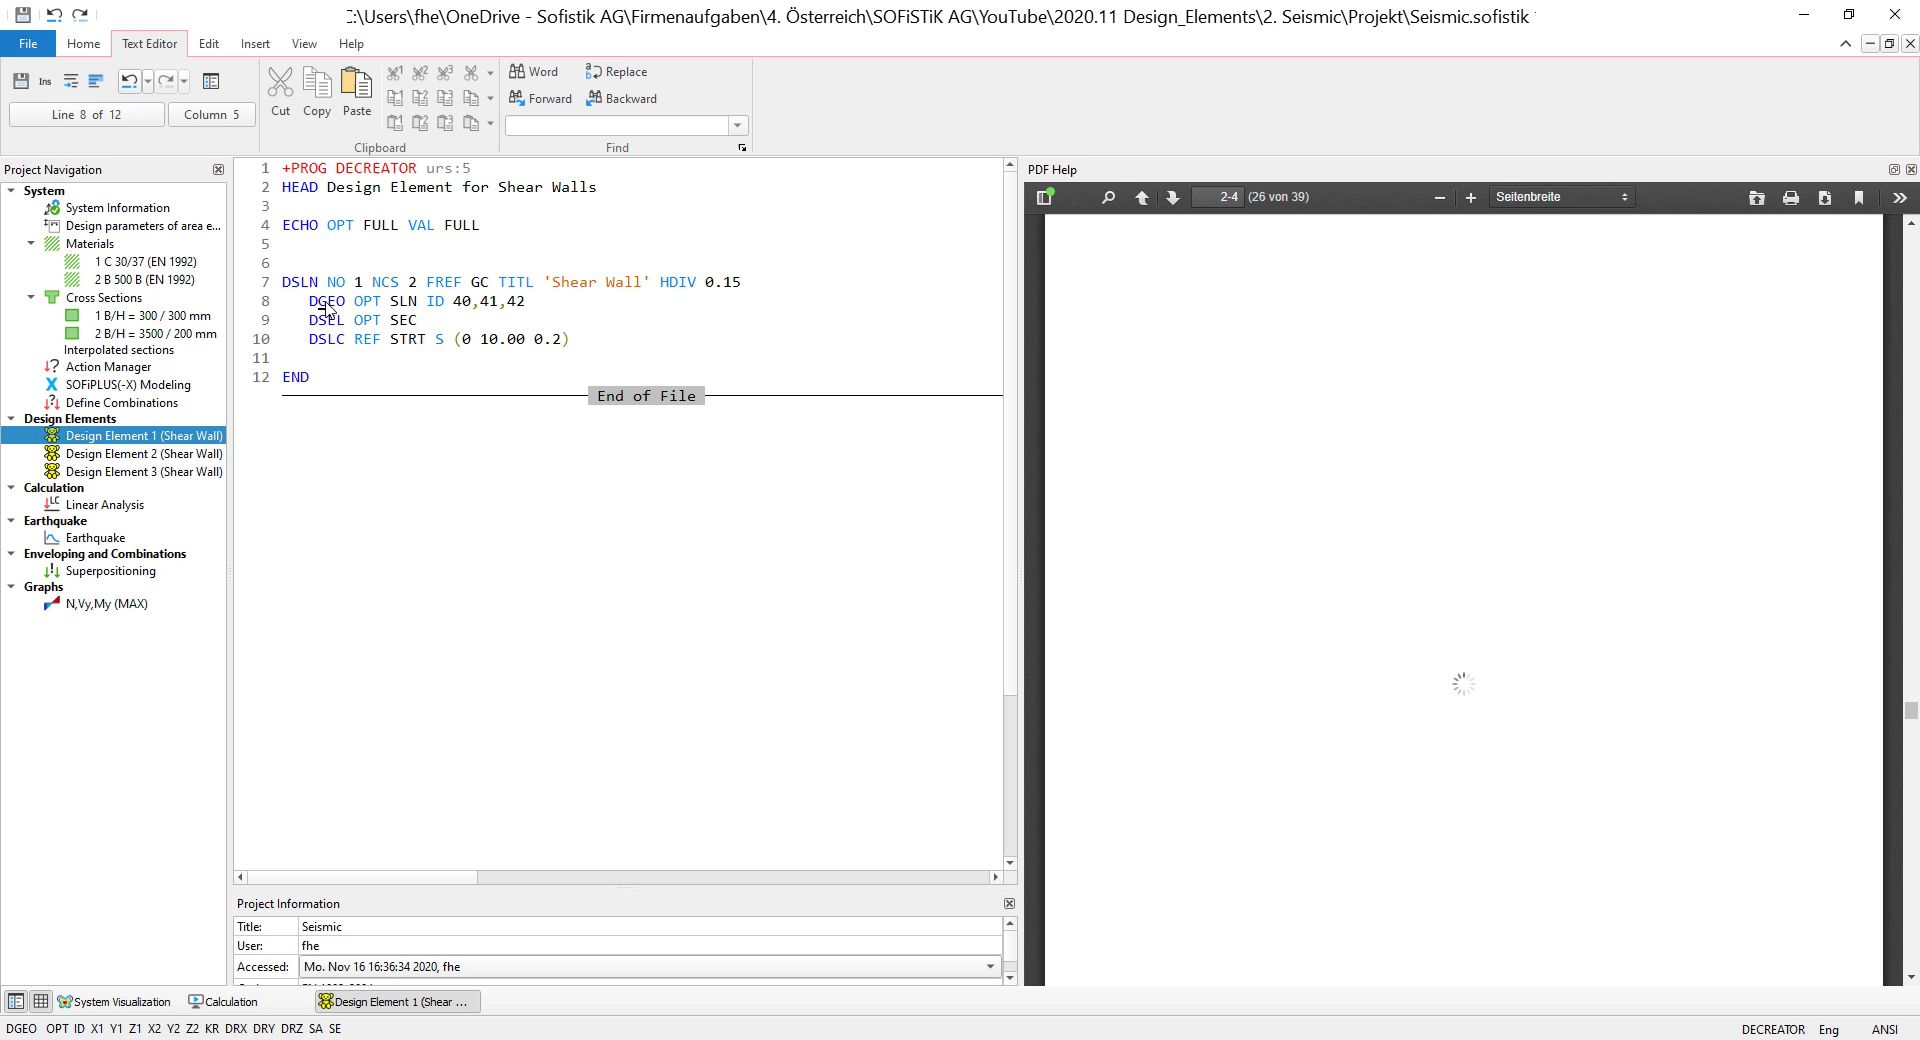 :\Users\fhe\OneDrive - Sofistik AG\Firmenaufgaben\4. Österreich\SOFiSTiK AG\YouTube\2020.11 Design_Elements\2. Seismic\Projekt\Seismic.sofistik
File Home Text Editor Edit Insert View Help
Ins
Line 8 of 12 Column 5
Cut Copy Paste
Clipboard
Word Replace
Forward Backward
Find
Project Navigation
System
System Information
Design parameters of area e...
Materials
1 C 30/37 (EN 1992)
2 B 500 B (EN 1992)
Cross Sections
1 B/H = 300 / 300 mm
2 B/H = 3500 / 200 mm
Interpolated sections
Action Manager
SOFiPLUS(-X) Modeling
Define Combinations
Design Elements
Design Element 1 (Shear Wall)
Design Element 2 (Shear Wall)
Design Element 3 (Shear Wall)
Calculation
Linear Analysis
Earthquake
Earthquake
Enveloping and Combinations
Superpositioning
Graphs
N,Vy,My (MAX)
1 +PROG DECREATOR urs:5
2 HEAD Design Element for Shear Walls
3
4 ECHO OPT FULL VAL FULL
5
6
7 DSLN NO 1 NCS 2 FREF GC TITL 'Shear Wall' HDIV 0.15
8 DGEO OPT SLN ID 40,41,42
9 DSEL OPT SEC
10 DSLC REF STRT S (0 10.00 0.2)
11
12 END
End of File
PDF Help
2-4 (26 von 39) Seitenbreite
Project Information
Title: Seismic
User: fhe
Accessed: Mo. Nov 16 16:36:34 2020, fhe
System Visualization Calculation Design Element 1 (Shear ...
DGEO OPT ID X1 Y1 Z1 X2 Y2 Z2 KR DRX DRY DRZ SA SE
DECREATOR Eng ANSI